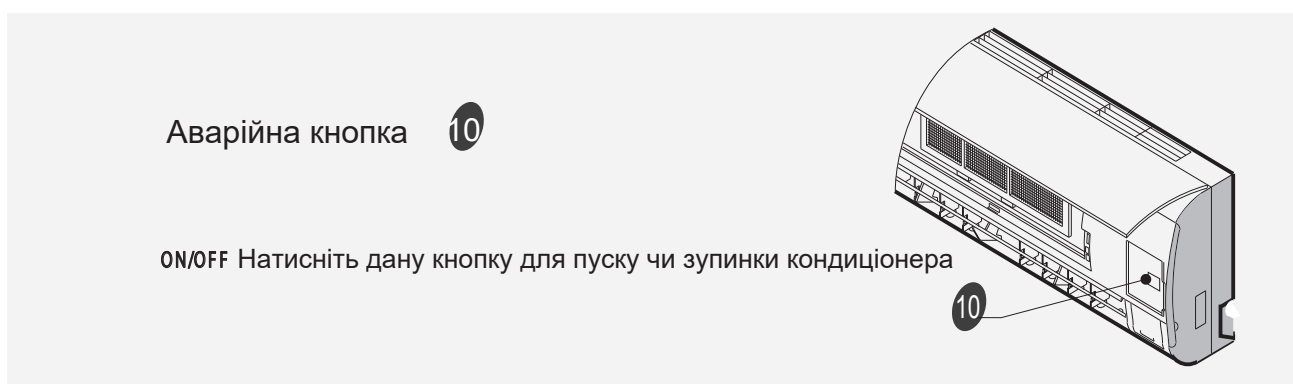 Аварійна кнопка 10
ON/OFF Натисніть дану кнопку для пуску чи зупинки кондиціонера
10